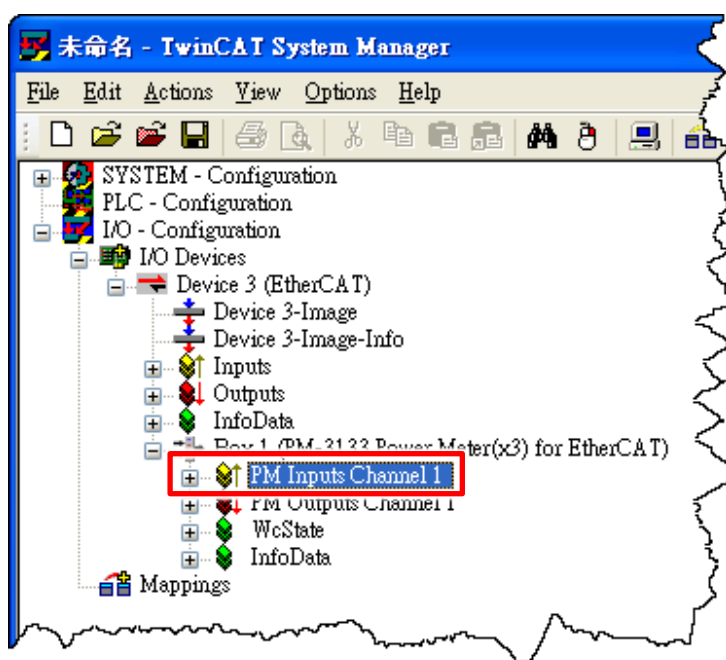 未命名 - TwinCAT System Manager
File Edit Actions View Options Help
SYSTEM - Configuration
PLC - Configuration
I/O - Configuration
I/O Devices
Device 3 (EtherCAT)
Device 3-Image
Device 3-Image-Info
Inputs
Outputs
InfoData
Box 1 (PM-3133 Power Meter(x3) for EtherCAT)
PM Inputs Channel 1
PM Outputs Channel 1
WcState
InfoData
Mappings